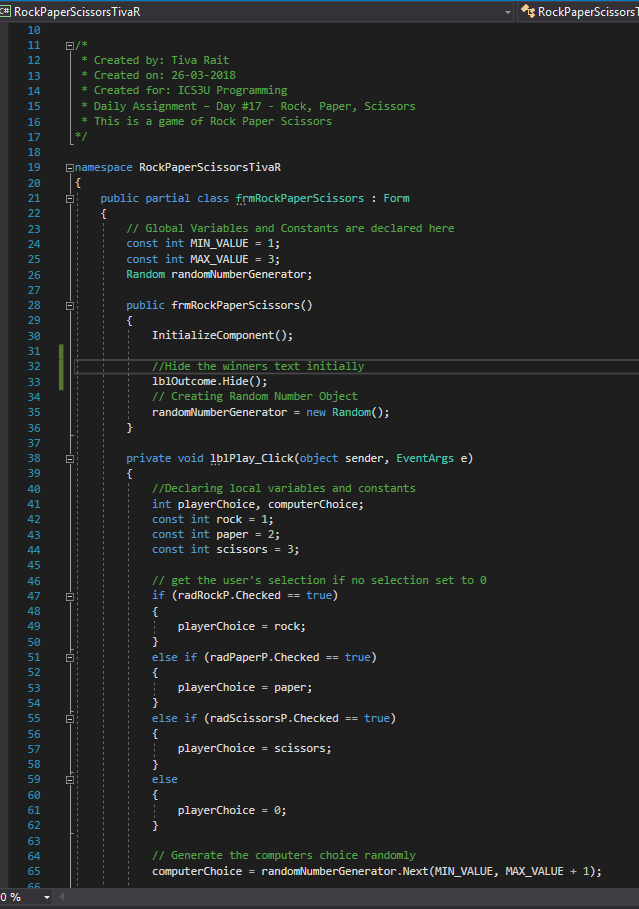 C# RockPaperScissorsTivaR RockPaperScissorsT
10
11 /*
12 * Created by: Tiva Rait
13 * Created on: 26-03-2018
14 * Created for: ICS3U Programming
15 * Daily Assignment – Day #17 - Rock, Paper, Scissors
16 * This is a game of Rock Paper Scissors
17 */
18
19 namespace RockPaperScissorsTivaR
20 {
21 public partial class frmRockPaperScissors : Form
22 {
23 // Global Variables and Constants are declared here
24 const int MIN_VALUE = 1;
25 const int MAX_VALUE = 3;
26 Random randomNumberGenerator;
27
28 public frmRockPaperScissors()
29 {
30 InitializeComponent();
31
32 //Hide the winners text initially
33 lblOutcome.Hide();
34 // Creating Random Number Object
35 randomNumberGenerator = new Random();
36 }
37
38 private void lblPlay_Click(object sender, EventArgs e)
39 {
40 //Declaring local variables and constants
41 int playerChoice, computerChoice;
42 const int rock = 1;
43 const int paper = 2;
44 const int scissors = 3;
45
46 // get the user's selection if no selection set to 0
47 if (radRockP.Checked == true)
48 {
49 playerChoice = rock;
50 }
51 else if (radPaperP.Checked == true)
52 {
53 playerChoice = paper;
54 }
55 else if (radScissorsP.Checked == true)
56 {
57 playerChoice = scissors;
58 }
59 else
60 {
61 playerChoice = 0;
62 }
63
64 // Generate the computers choice randomly
65 computerChoice = randomNumberGenerator.Next(MIN_VALUE, MAX_VALUE + 1);
66
0 %